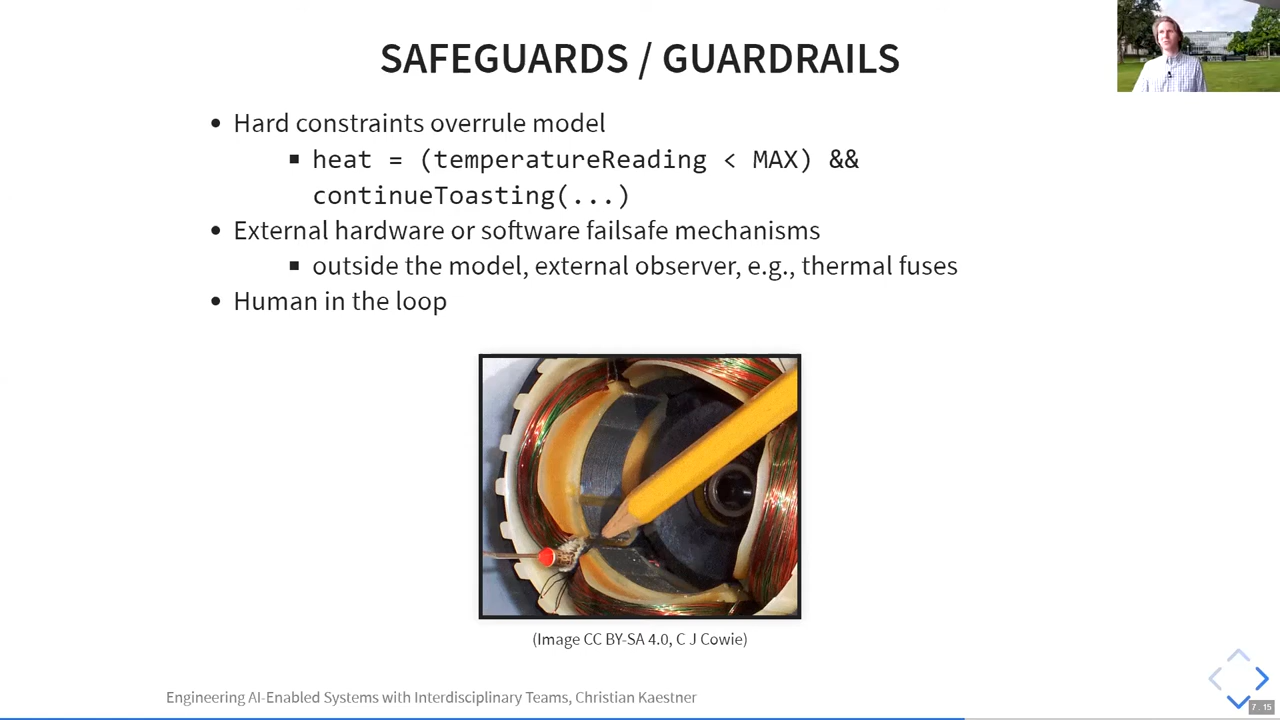 SAFEGUARDS / GUARDRAILS
• Hard constraints overrule model
▪ heat = (temperatureReading < MAX) &&
continueToasting(...)
• External hardware or software failsafe mechanisms
▪ outside the model, external observer, e.g., thermal fuses
• Human in the loop
(Image CC BY-SA 4.0, C J Cowie)
Engineering AI-Enabled Systems with Interdisciplinary Teams, Christian Kaestner
7 . 15